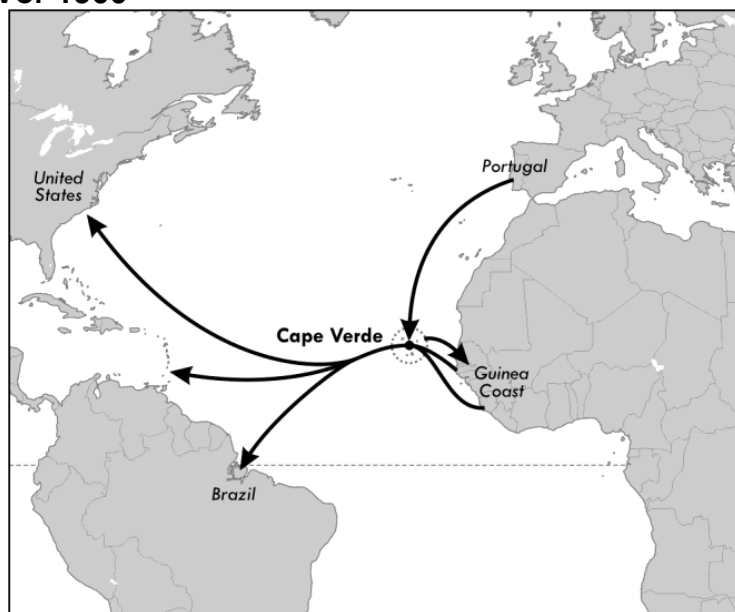 Portugal
United
States
Cape Verde
Guinea
Coast
Brazil